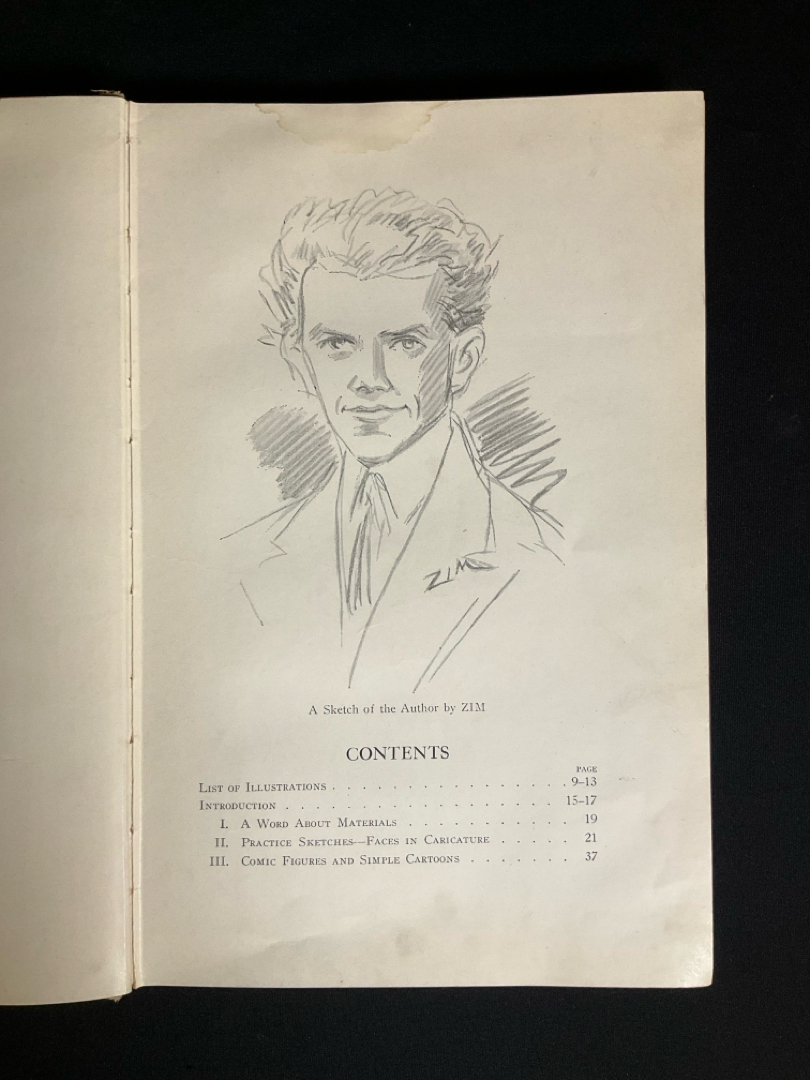 ZIM
A Sketch of the Author by ZIM
CONTENTS
PAGE
List of Illustrations . . . . . . . . . . . . . . . . . 9–13
Introduction . . . . . . . . . . . . . . . . . . . 15–17
I. A Word About Materials . . . . . . . . . . . 19
II. Practice Sketches—Faces in Caricature . . . . . 21
III. Comic Figures and Simple Cartoons . . . . . . . 37